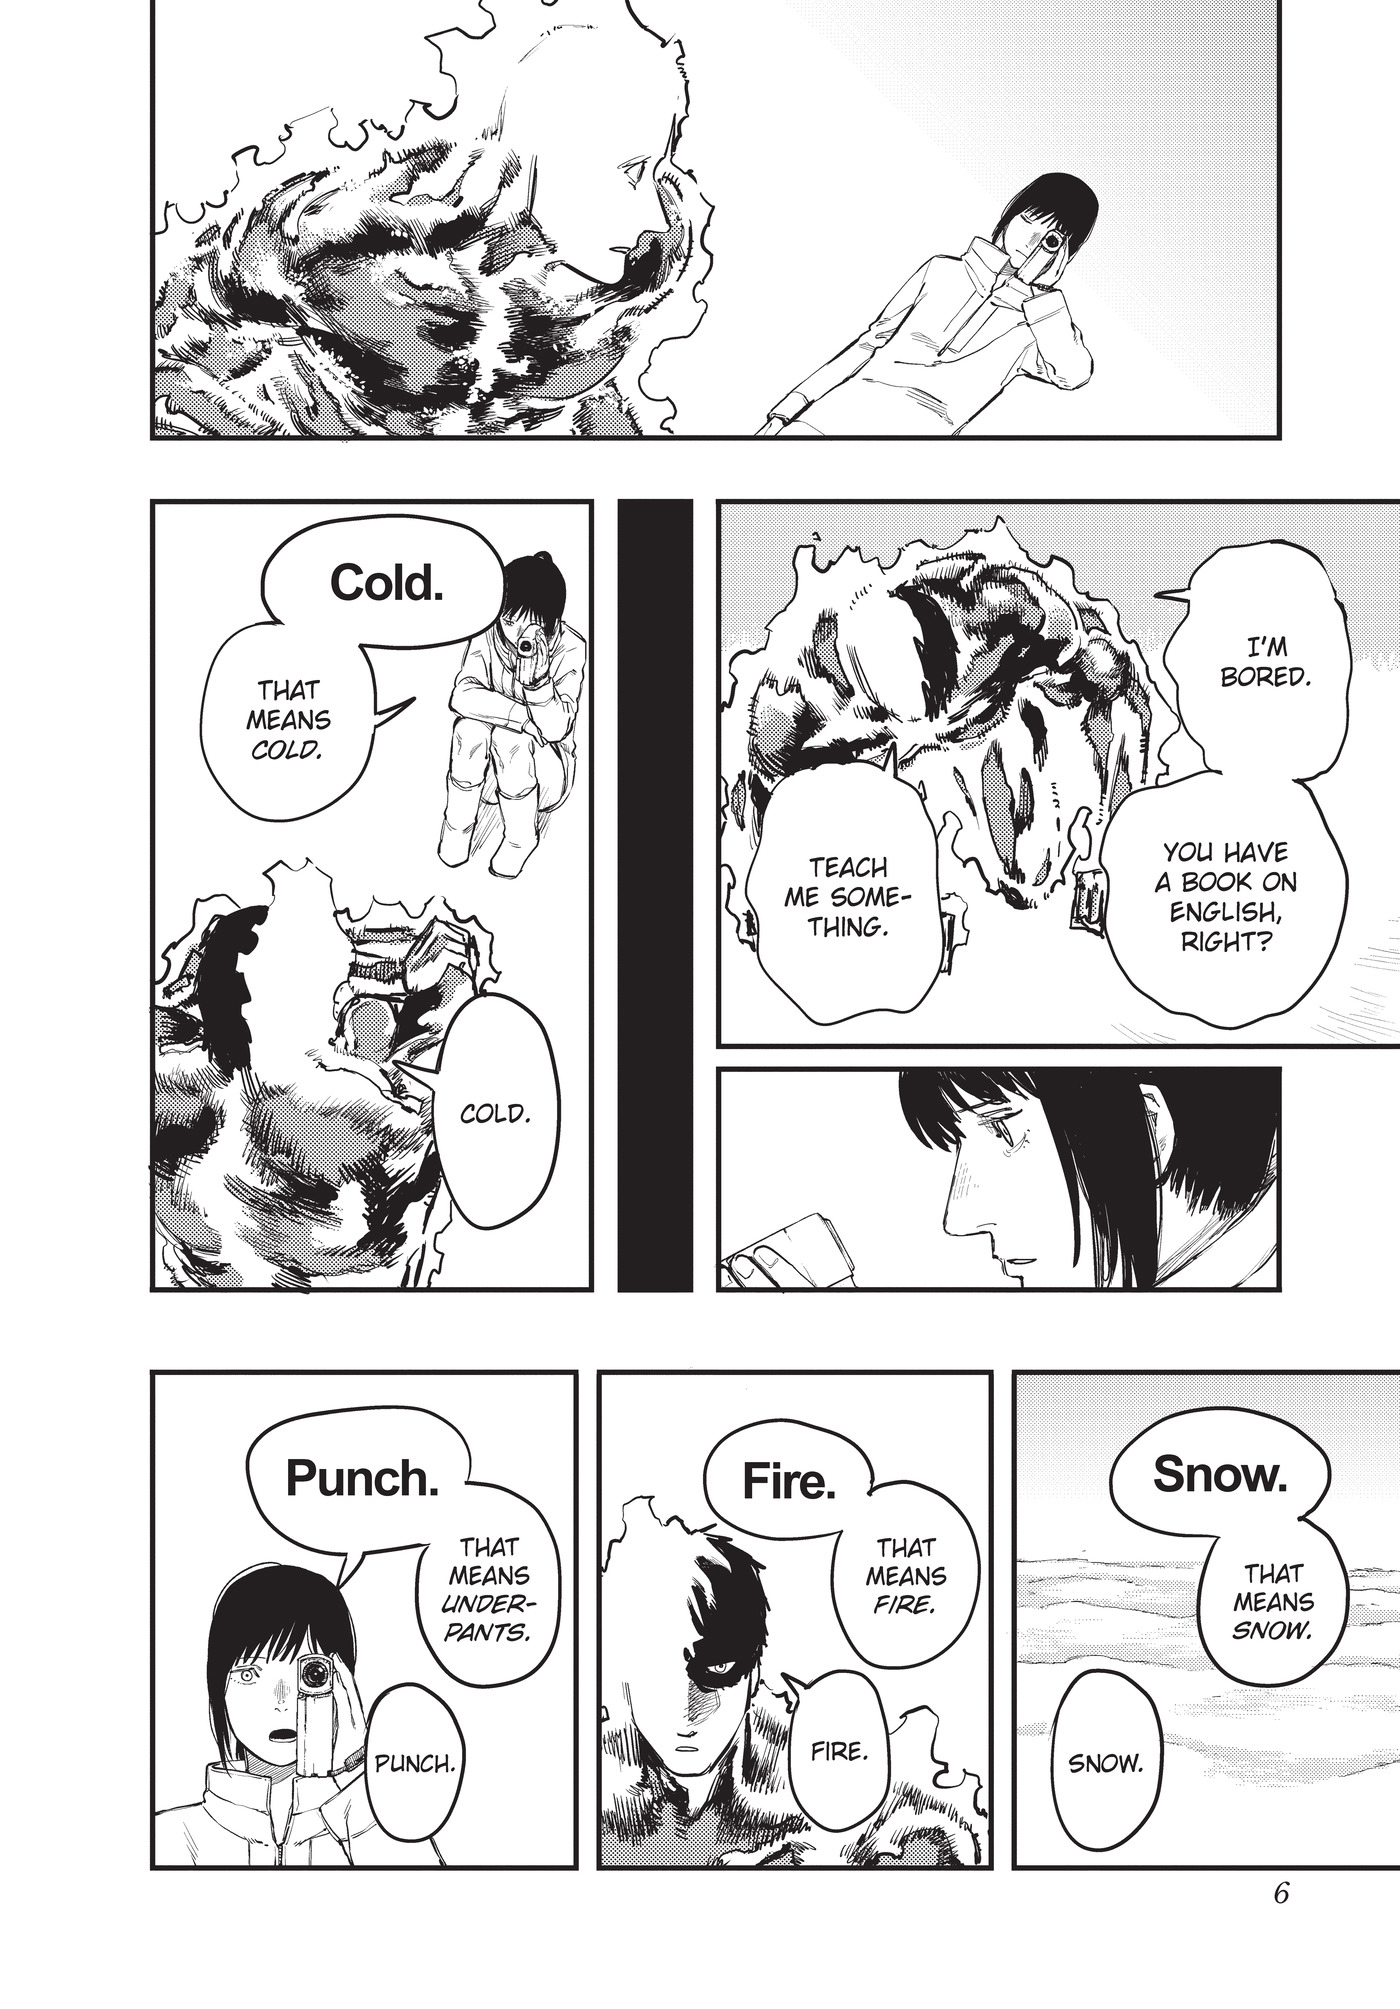 I'M
BORED.
YOU HAVE
A BOOK ON
ENGLISH,
RIGHT?
TEACH
ME SOME-
THING.
Cold.
THAT
MEANS
COLD.
COLD.
Snow.
THAT
MEANS
SNOW.
SNOW.
Fire.
THAT
MEANS
FIRE.
FIRE.
Punch.
THAT
MEANS
UNDER-
PANTS.
PUNCH.
6